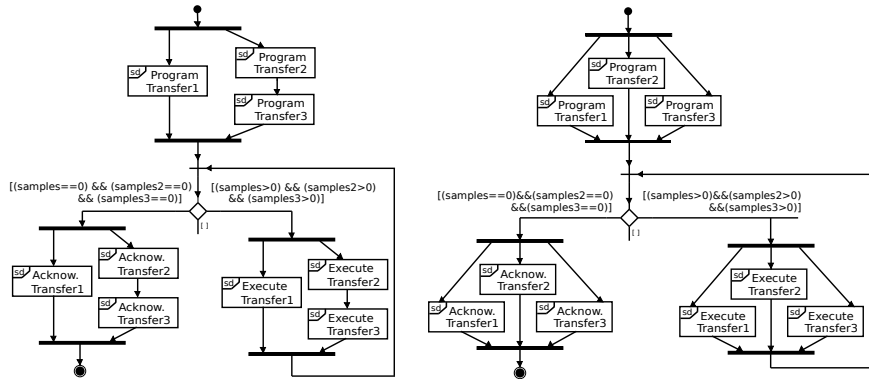 sd Program
Transfer1
sd Program
Transfer2
sd Program
Transfer3
[(samples==0) && (samples2==0)
&& (samples3==0)]
[(samples>0) && (samples2>0)
&& (samples3>0)]
[ ]
sd Acknow.
Transfer1
sd Acknow.
Transfer2
sd Acknow.
Transfer3
sd Execute
Transfer1
sd Execute
Transfer2
sd Execute
Transfer3
sd Program
Transfer2
sd Program
Transfer1
sd Program
Transfer3
[(samples==0)&&(samples2==0)
&&(samples3==0)]
[(samples>0)&&(samples2>0)
&&(samples3>0)]
[ ]
sd Acknow.
Transfer2
sd Acknow.
Transfer1
sd Acknow.
Transfer3
sd Execute
Transfer2
sd Execute
Transfer1
sd Execute
Transfer3